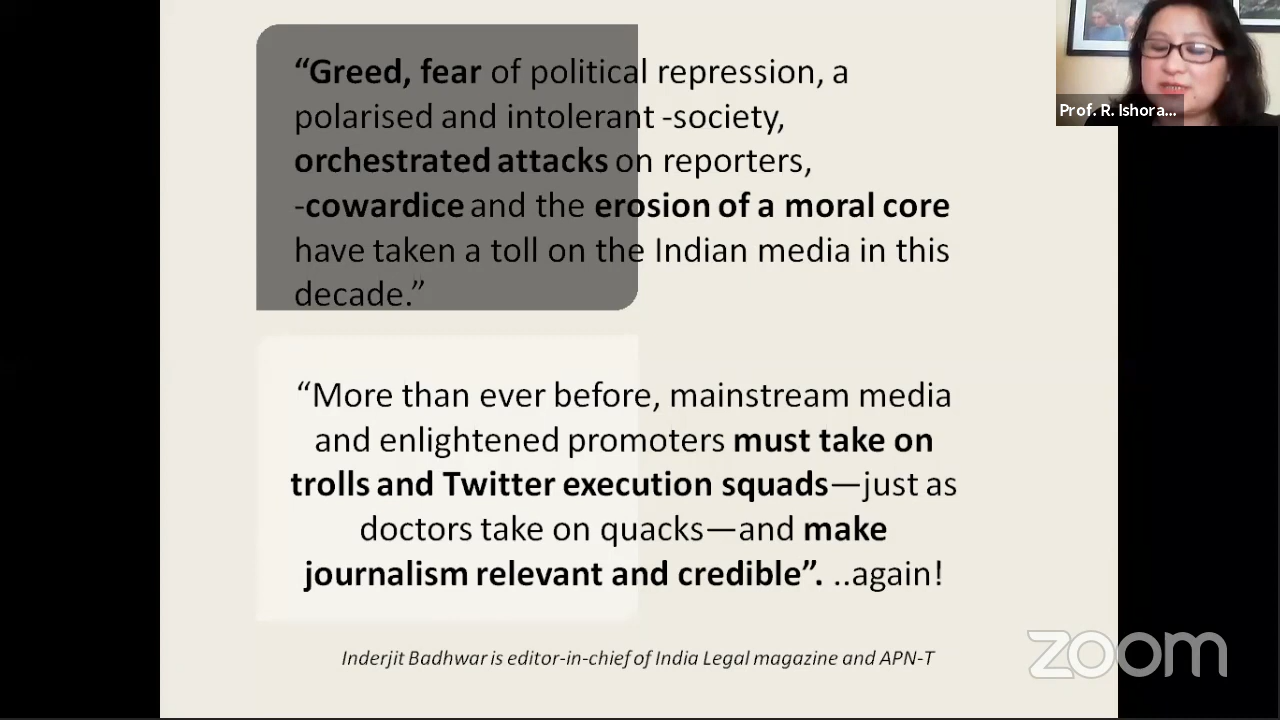 “Greed, fear of political repression, a
polarised and intolerant -society,
orchestrated attacks on reporters,
-cowardice and the erosion of a moral core
have taken a toll on the Indian media in this
decade.”
“More than ever before, mainstream media
and enlightened promoters must take on
trolls and Twitter execution squads—just as
doctors take on quacks—and make
journalism relevant and credible”. ..again!
Inderjit Badhwar is editor-in-chief of India Legal magazine and APN-T
Prof. R. Ishora...
zoom